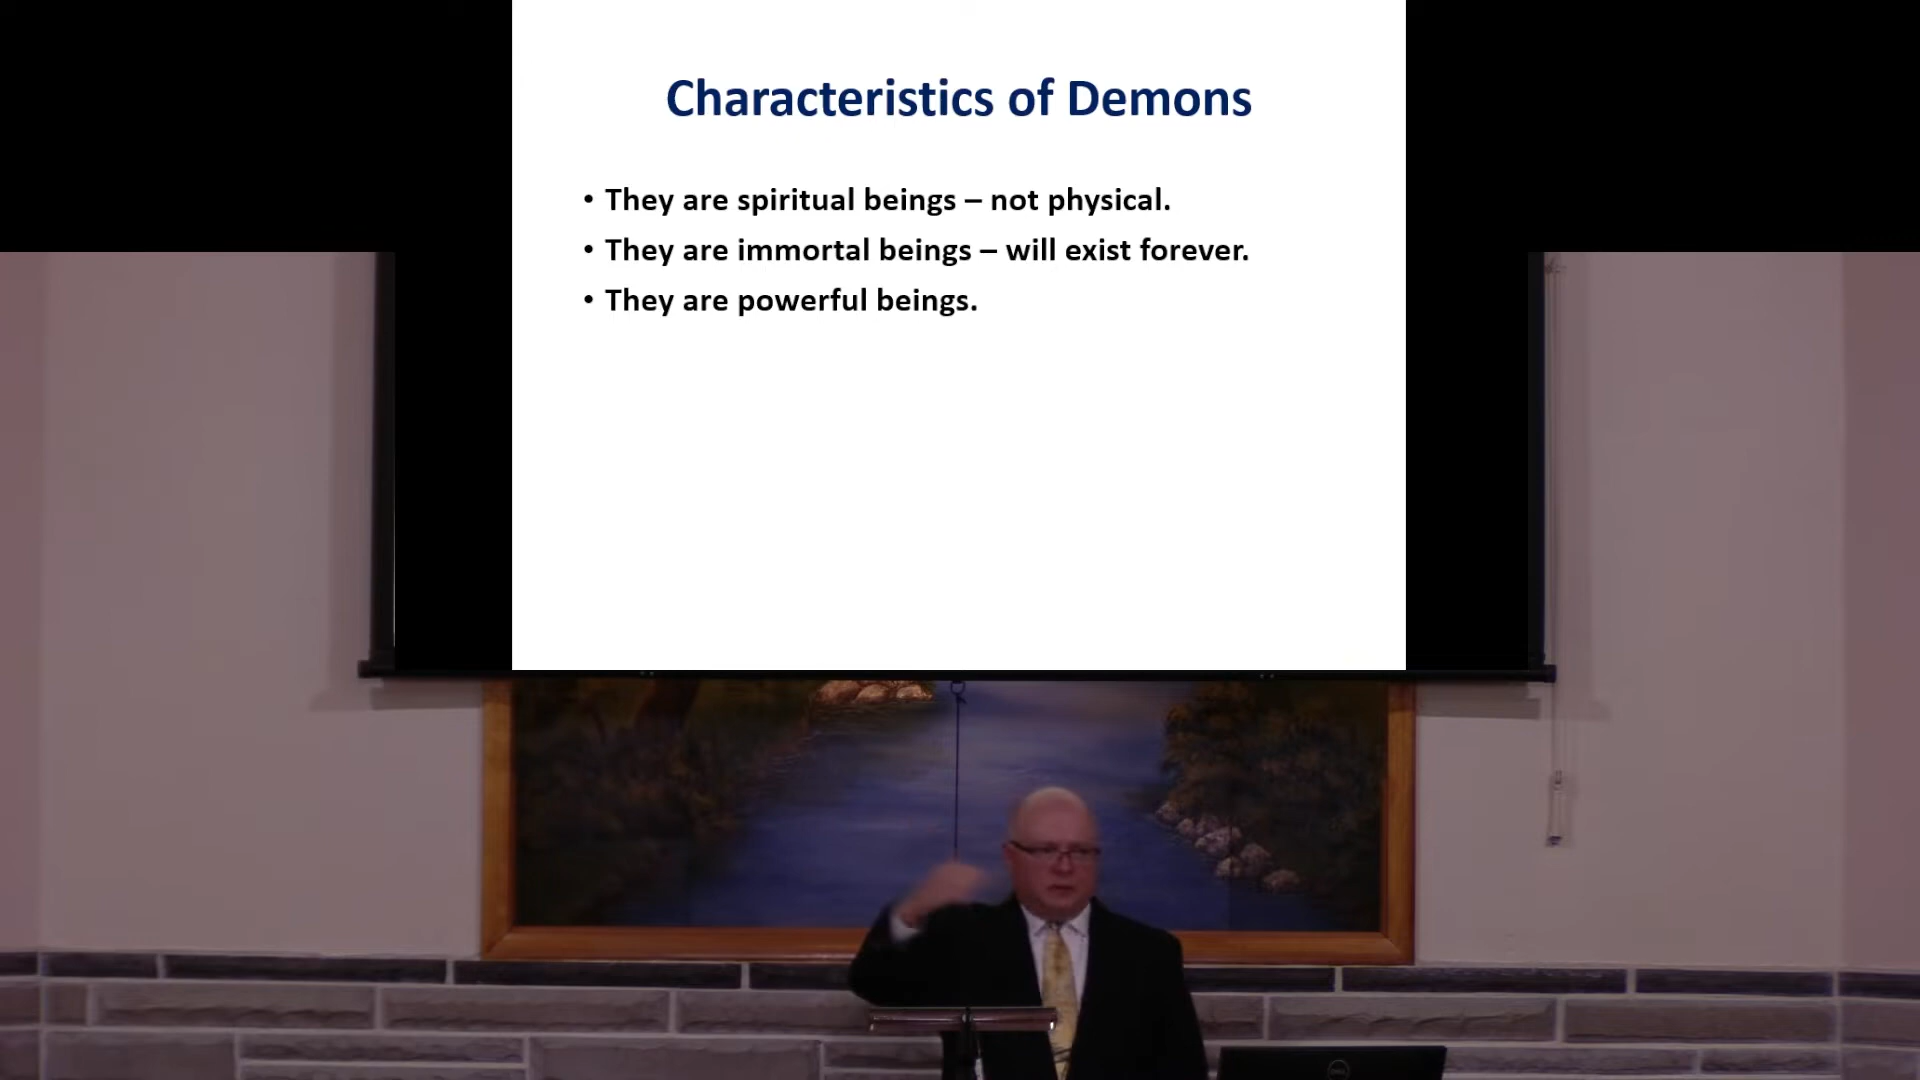 Characteristics of Demons
• They are spiritual beings – not physical.
• They are immortal beings – will exist forever.
• They are powerful beings.
DELL